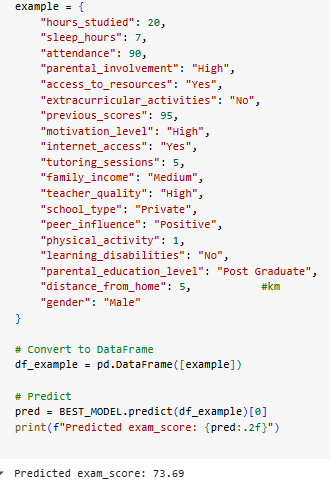 example = {
    "hours_studied": 20,
    "sleep_hours": 7,
    "attendance": 90,
    "parental_involvement": "High",
    "access_to_resources": "Yes",
    "extracurricular_activities": "No",
    "previous_scores": 95,
    "motivation_level": "High",
    "internet_access": "Yes",
    "tutoring_sessions": 5,
    "family_income": "Medium",
    "teacher_quality": "High",
    "school_type": "Private",
    "peer_influence": "Positive",
    "physical_activity": 1,
    "learning_disabilities": "No",
    "parental_education_level": "Post Graduate",
    "distance_from_home": 5,          #km
    "gender": "Male"
}
# Convert to DataFrame
df_example = pd.DataFrame([example])
# Predict
pred = BEST_MODEL.predict(df_example)[0]
print(f"Predicted exam_score: {pred:.2f}")
Predicted exam_score: 73.69